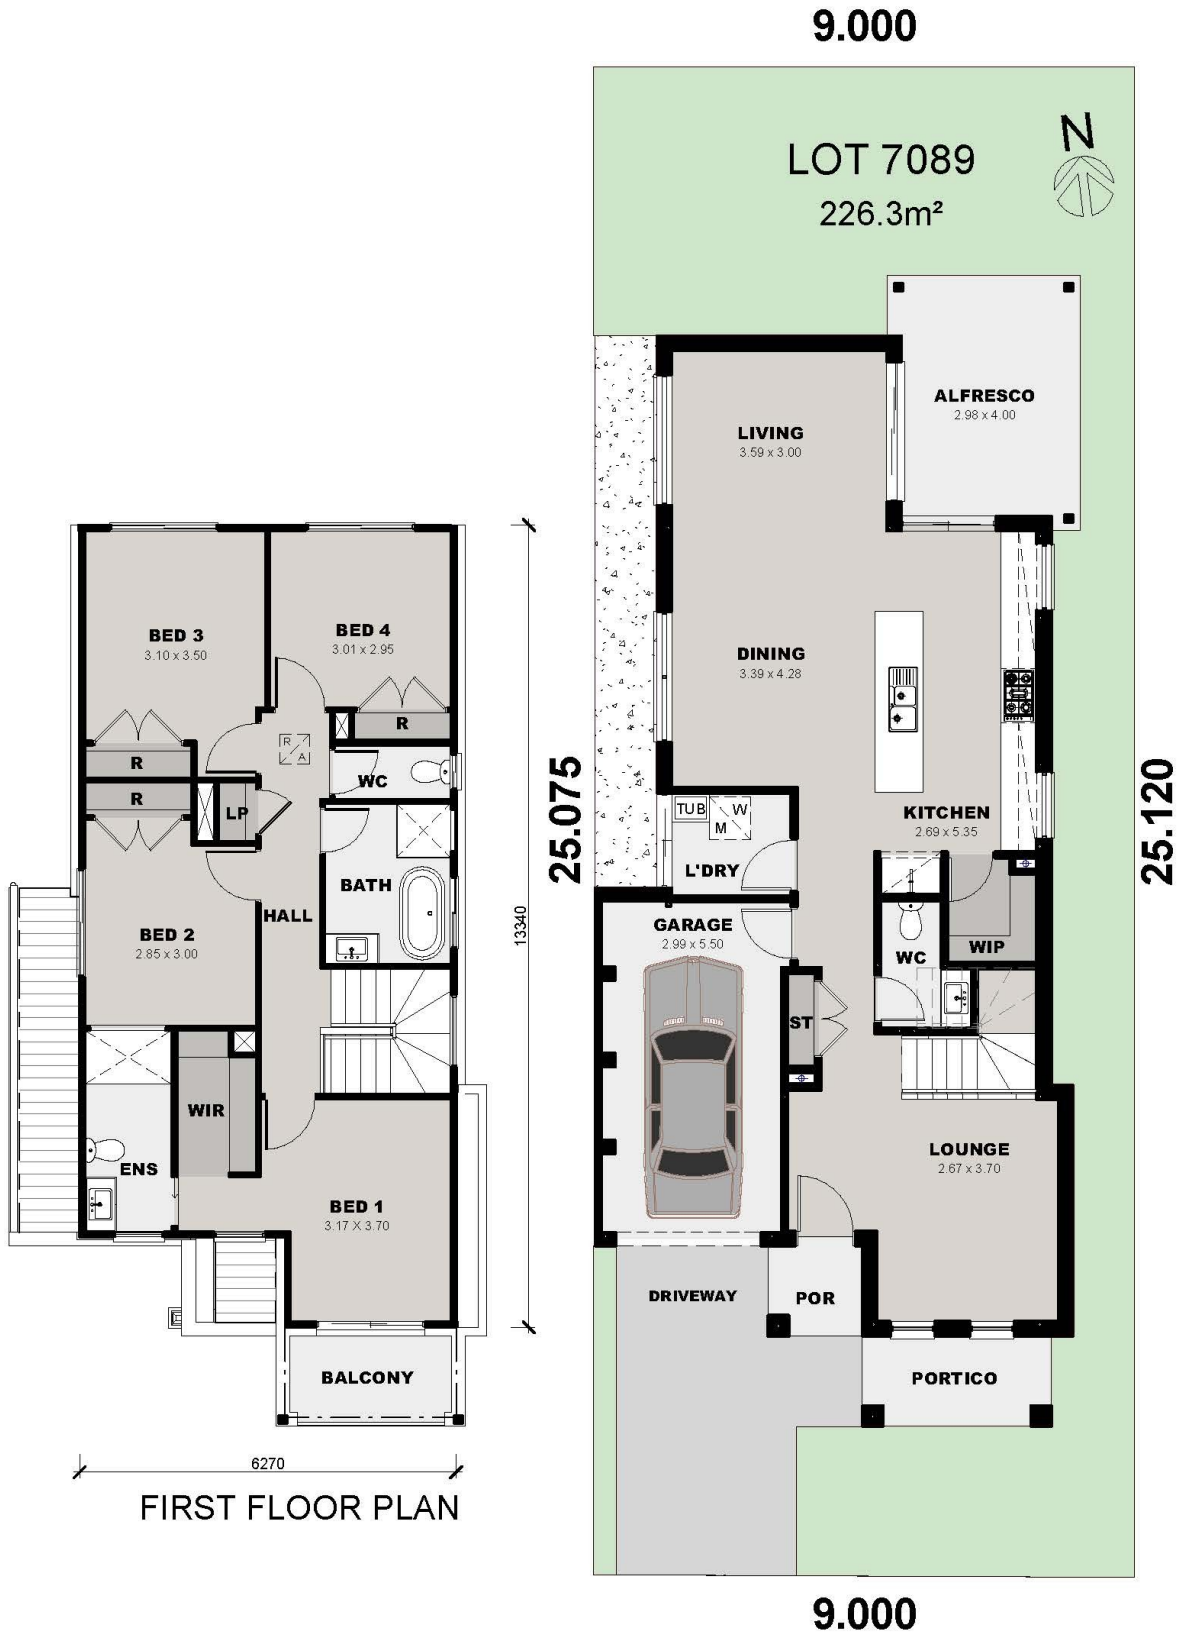 9.000
LOT 7089
226.3m²
N
ALFRESCO
2.98 x 4.00
LIVING
3.59 x 3.00
DINING
3.39 x 4.28
KITCHEN
2.69 x 5.35
TUB
W
M
L'DRY
GARAGE
2.99 x 5.50
WC
WIP
ST
LOUNGE
2.67 x 3.70
DRIVEWAY
POR
PORTICO
25.075
25.120
9.000
BED 3
3.10 x 3.50
BED 4
3.01 x 2.95
R
R
A
R
R
LP
WC
BATH
HALL
BED 2
2.85 x 3.00
WIR
ENS
BED 1
3.17 X 3.70
BALCONY
13340
6270
FIRST FLOOR PLAN